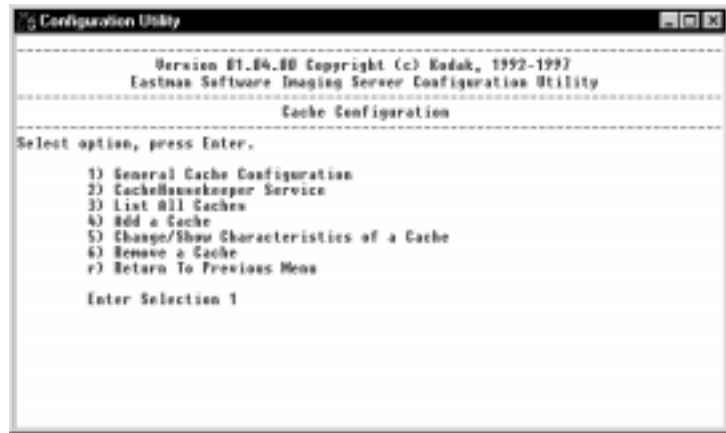 Configuration Utility
Version 01.04.00 Copyright (c) Kodak, 1992-1997
Eastman Software Imaging Server Configuration Utility
Cache Configuration
Select option, press Enter.
1) General Cache Configuration
2) CacheHousekeeper Service
3) List All Caches
4) Add a Cache
5) Change/Show Characteristics of a Cache
6) Remove a Cache
r) Return To Previous Menu
Enter Selection 1